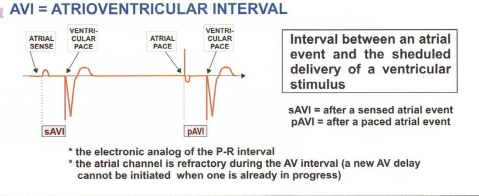 AVI = ATRIOVENTRICULAR INTERVAL
ATRIAL
SENSE
VENTRI-
CULAR
PACE
ATRIAL
PACE
VENTRI-
CULAR
PACE
sAVI
pAVI
Interval between an atrial
event and the sheduled
delivery of a ventricular
stimulus
sAVI = after a sensed atrial event
pAVI = after a paced atrial event
* the electronic analog of the P-R interval
* the atrial channel is refractory during the AV interval (a new AV delay
cannot be initiated when one is already in progress)